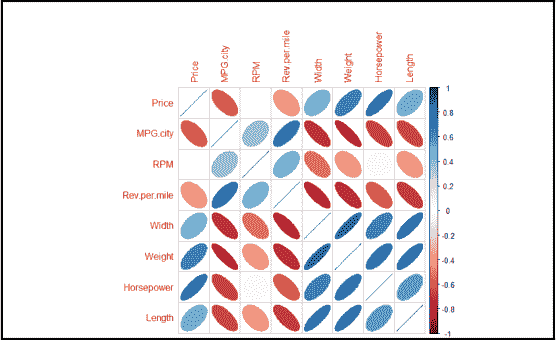 Price
MPG.city
RPM
Rev.per.mile
Width
Weight
Horsepower
Length
Price
MPG.city
RPM
Rev.per.mile
Width
Weight
Horsepower
Length
1
0.8
0.6
0.4
0.2
0
-0.2
-0.4
-0.6
-0.8
-1